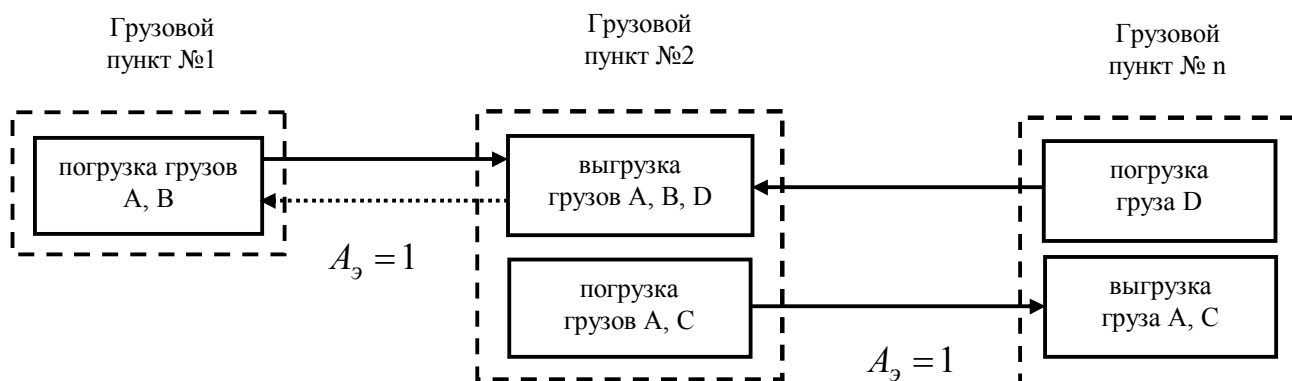 Грузовой
пункт №1
Грузовой
пункт №2
Грузовой
пункт № n
погрузка грузов
А, В
выгрузка
грузов А, В, D
погрузка
груза D
Aэ = 1
погрузка
грузов А, С
выгрузка
груза А, С
Aэ = 1